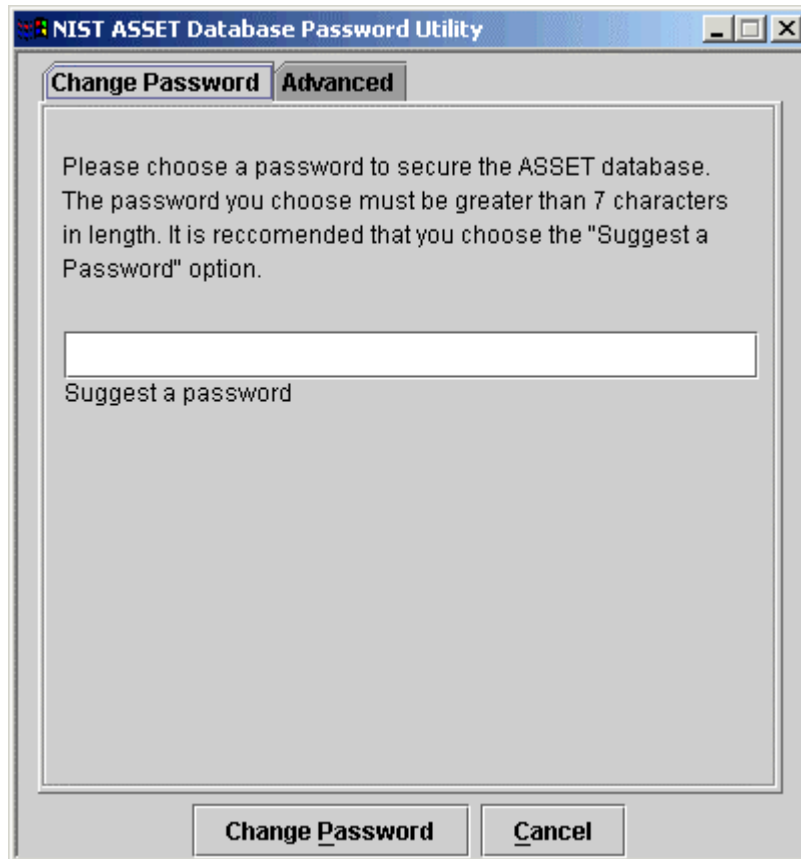 NIST ASSET Database Password Utility
Change Password
Advanced
Please choose a password to secure the ASSET database.
The password you choose must be greater than 7 characters
in length. It is reccomended that you choose the "Suggest a
Password" option.
Suggest a password
Change Password
Cancel